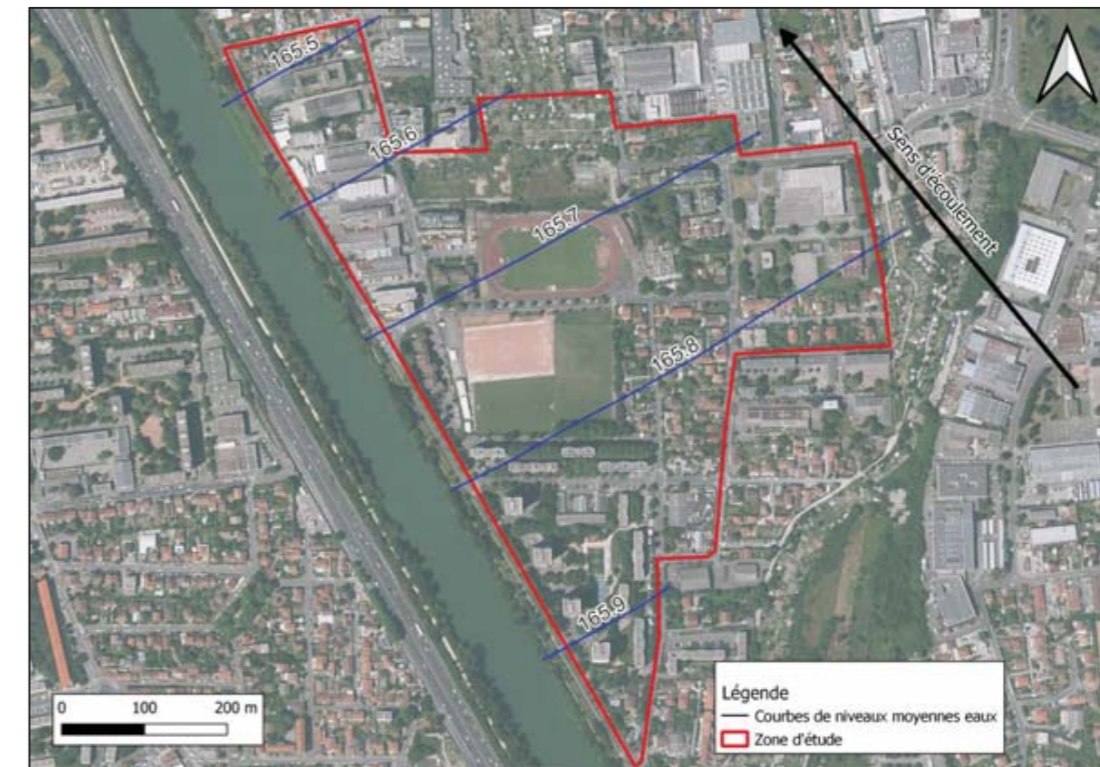 165.5
165.6
165.7
165.8
165.9
Sens d'écoulement
0 100 200 m
Légende
Courbes de niveaux moyennes eaux
Zone d'étude